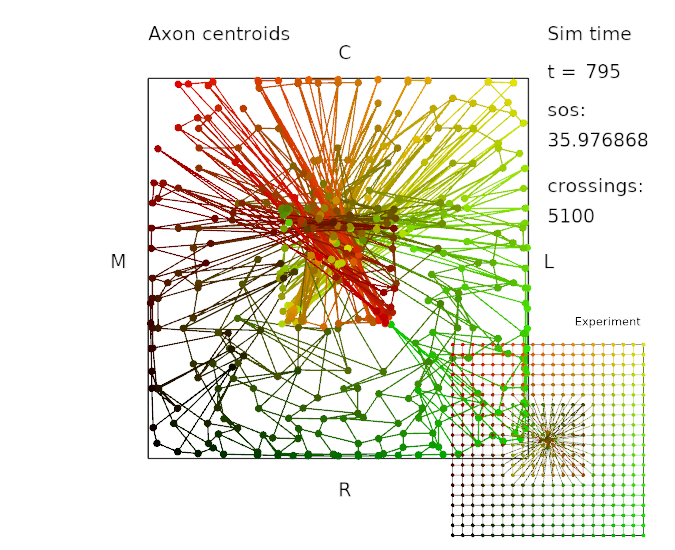 Axon centroids
C
Sim time
t = 795
sos:
35.976868
crossings:
5100
M
L
Experiment
R